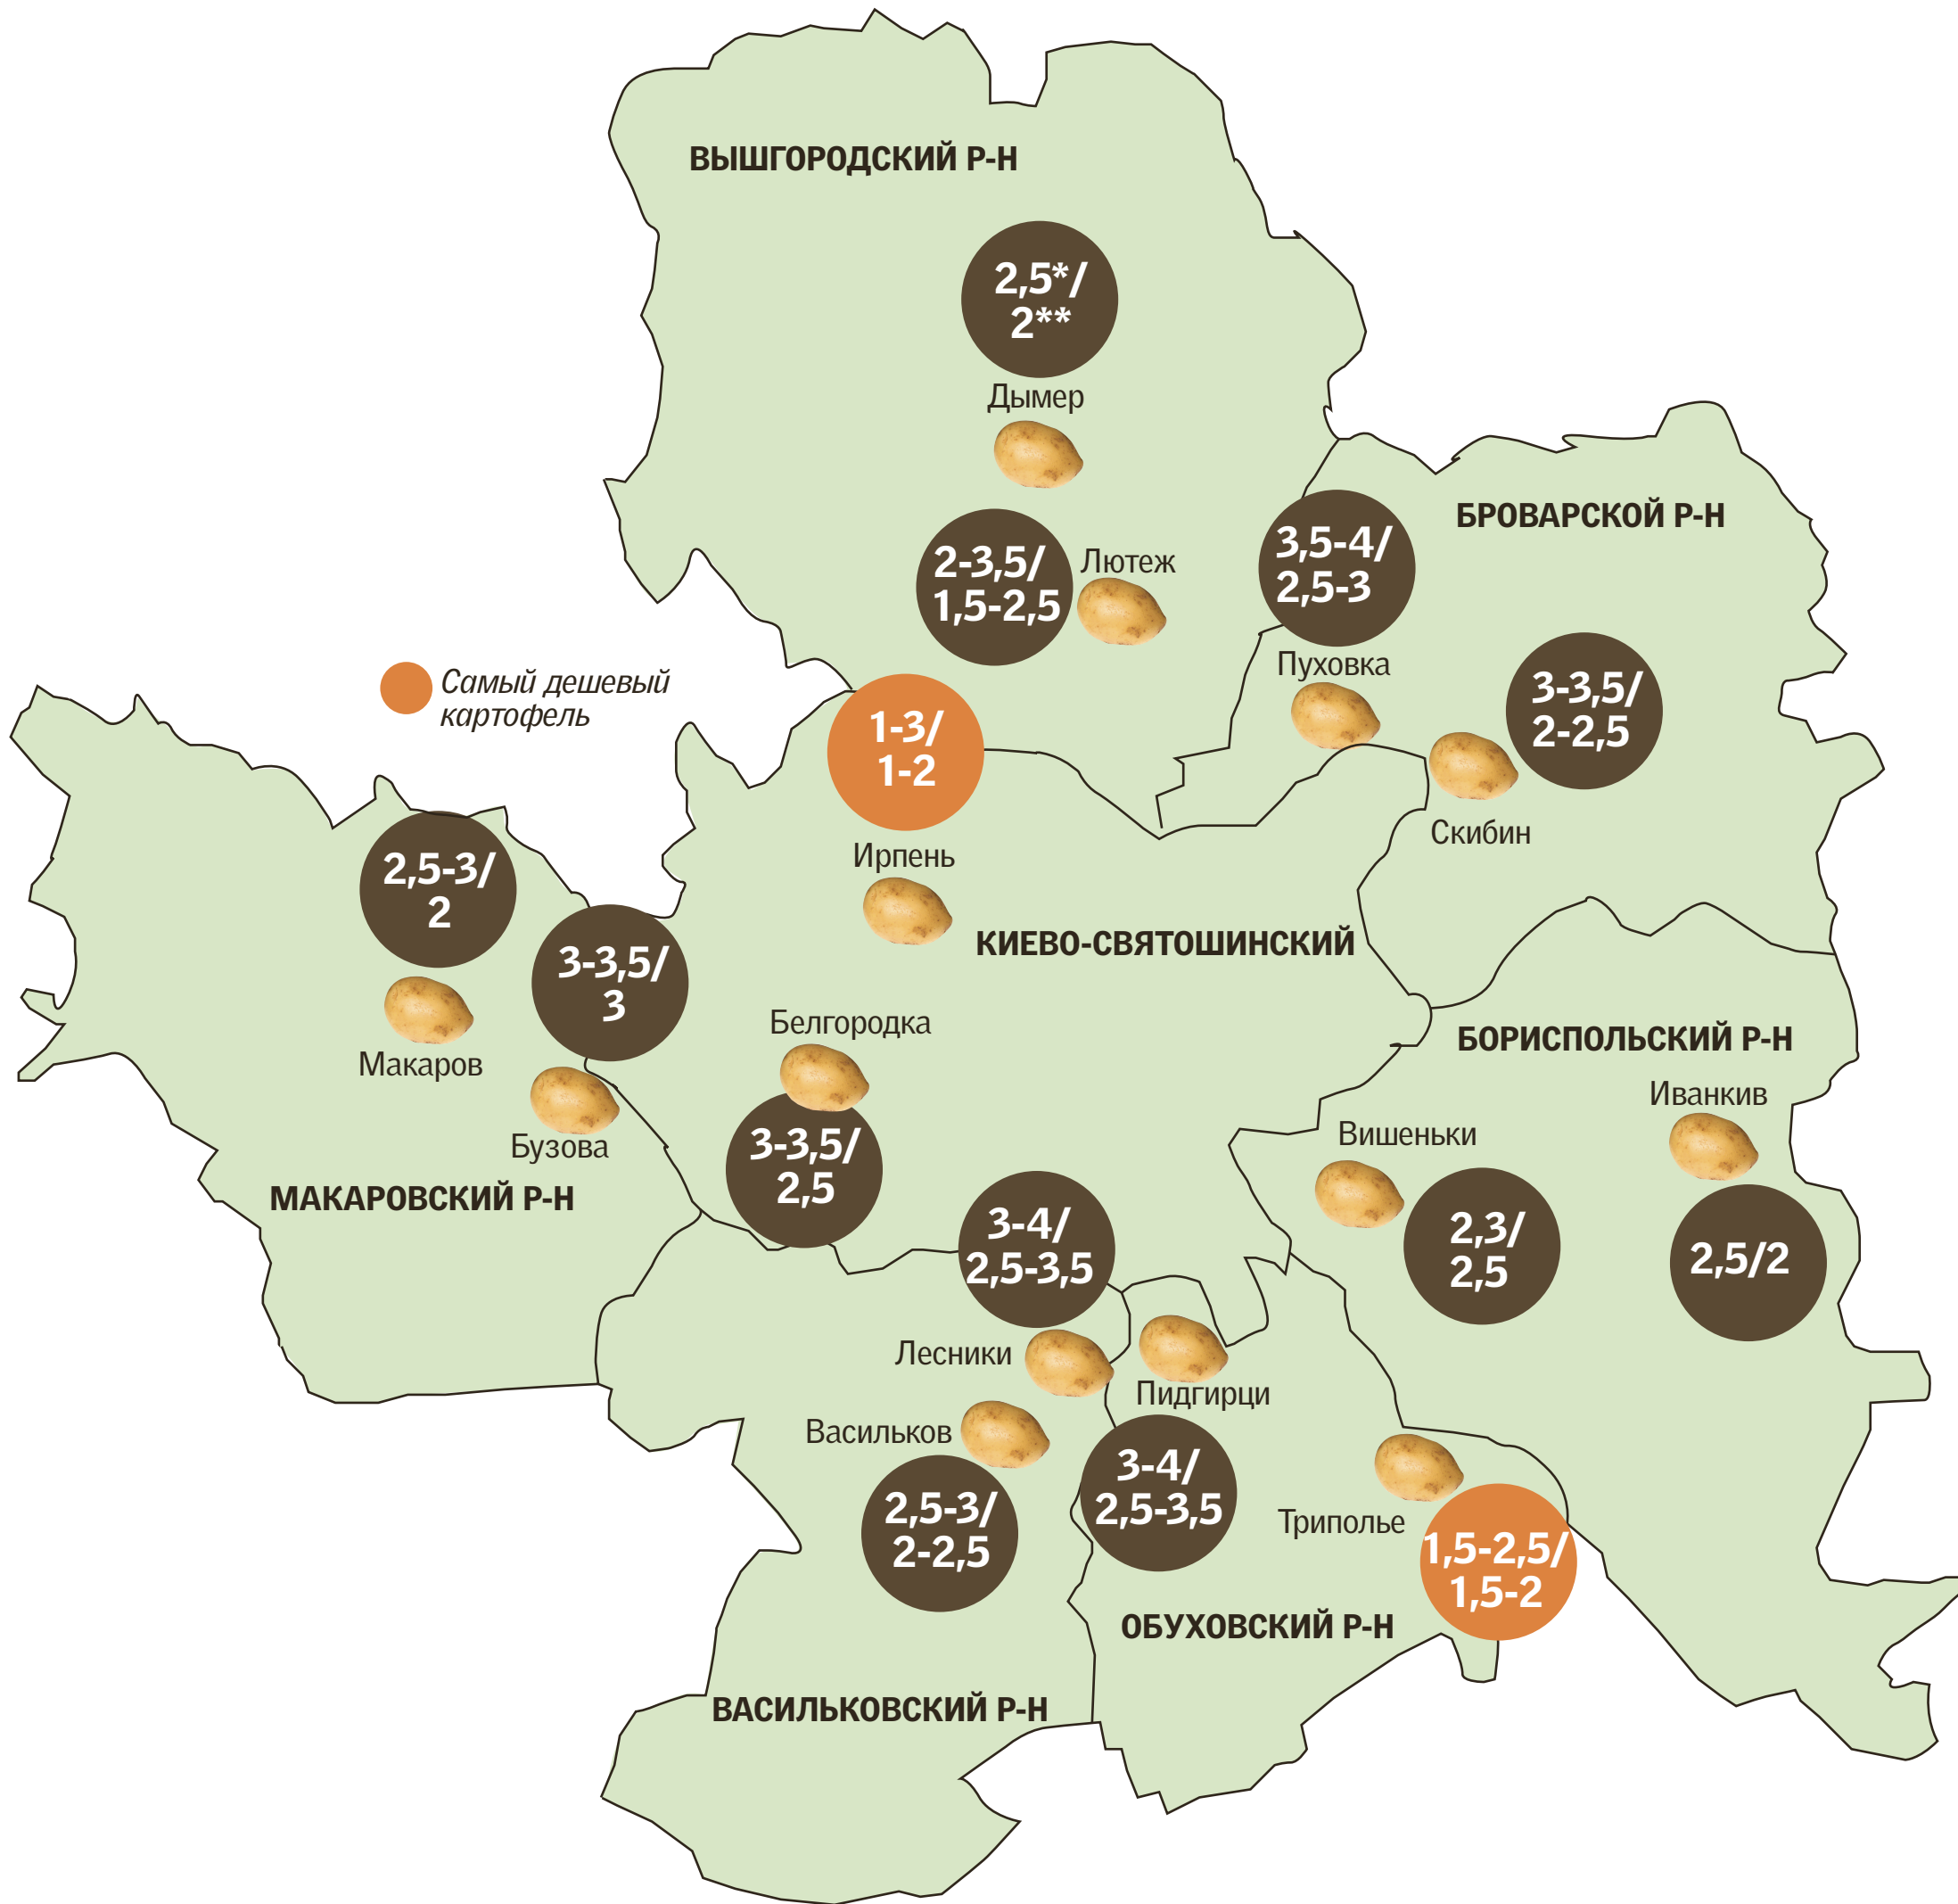 ВЫШГОРОДСКИЙ Р-Н
2,5*/
2**
Дымер
2-3,5/
1,5-2,5
Лютеж
БРОВАРСКОЙ Р-Н
3,5-4/
2,5-3
Пуховка
3-3,5/
2-2,5
Скибин
Самый дешевый
картофель
1-3/
1-2
Ирпень
КИЕВО-СВЯТОШИНСКИЙ
2,5-3/
2
Макаров
3-3,5/
3
Бузова
МАКАРОВСКИЙ Р-Н
Белгородка
3-3,5/
2,5
БОРИСПОЛЬСКИЙ Р-Н
Иванкив
2,5/2
Вишеньки
2,3/
2,5
3-4/
2,5-3,5
Лесники
Пидгирци
3-4/
2,5-3,5
Васильков
2,5-3/
2-2,5
Триполье
1,5-2,5/
1,5-2
ОБУХОВСКИЙ Р-Н
ВАСИЛЬКОВСКИЙ Р-Н